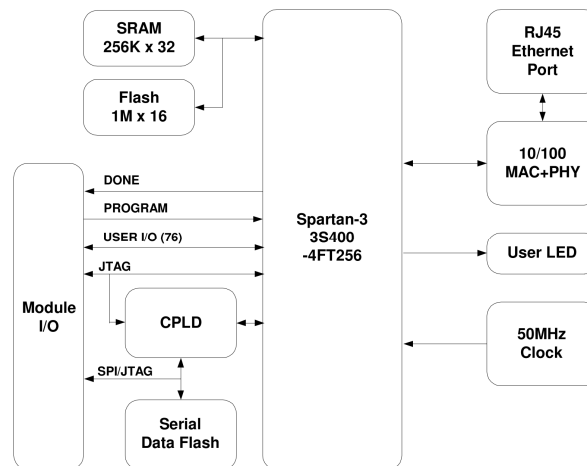 SRAM
256K x 32
Flash
1M x 16
RJ45
Ethernet
Port
10/100
MAC+PHY
DONE
PROGRAM
USER I/O (76)
JTAG
Spartan-3
3S400
-4FT256
User LED
Module
I/O
CPLD
50MHz
Clock
SPI/JTAG
Serial
Data Flash